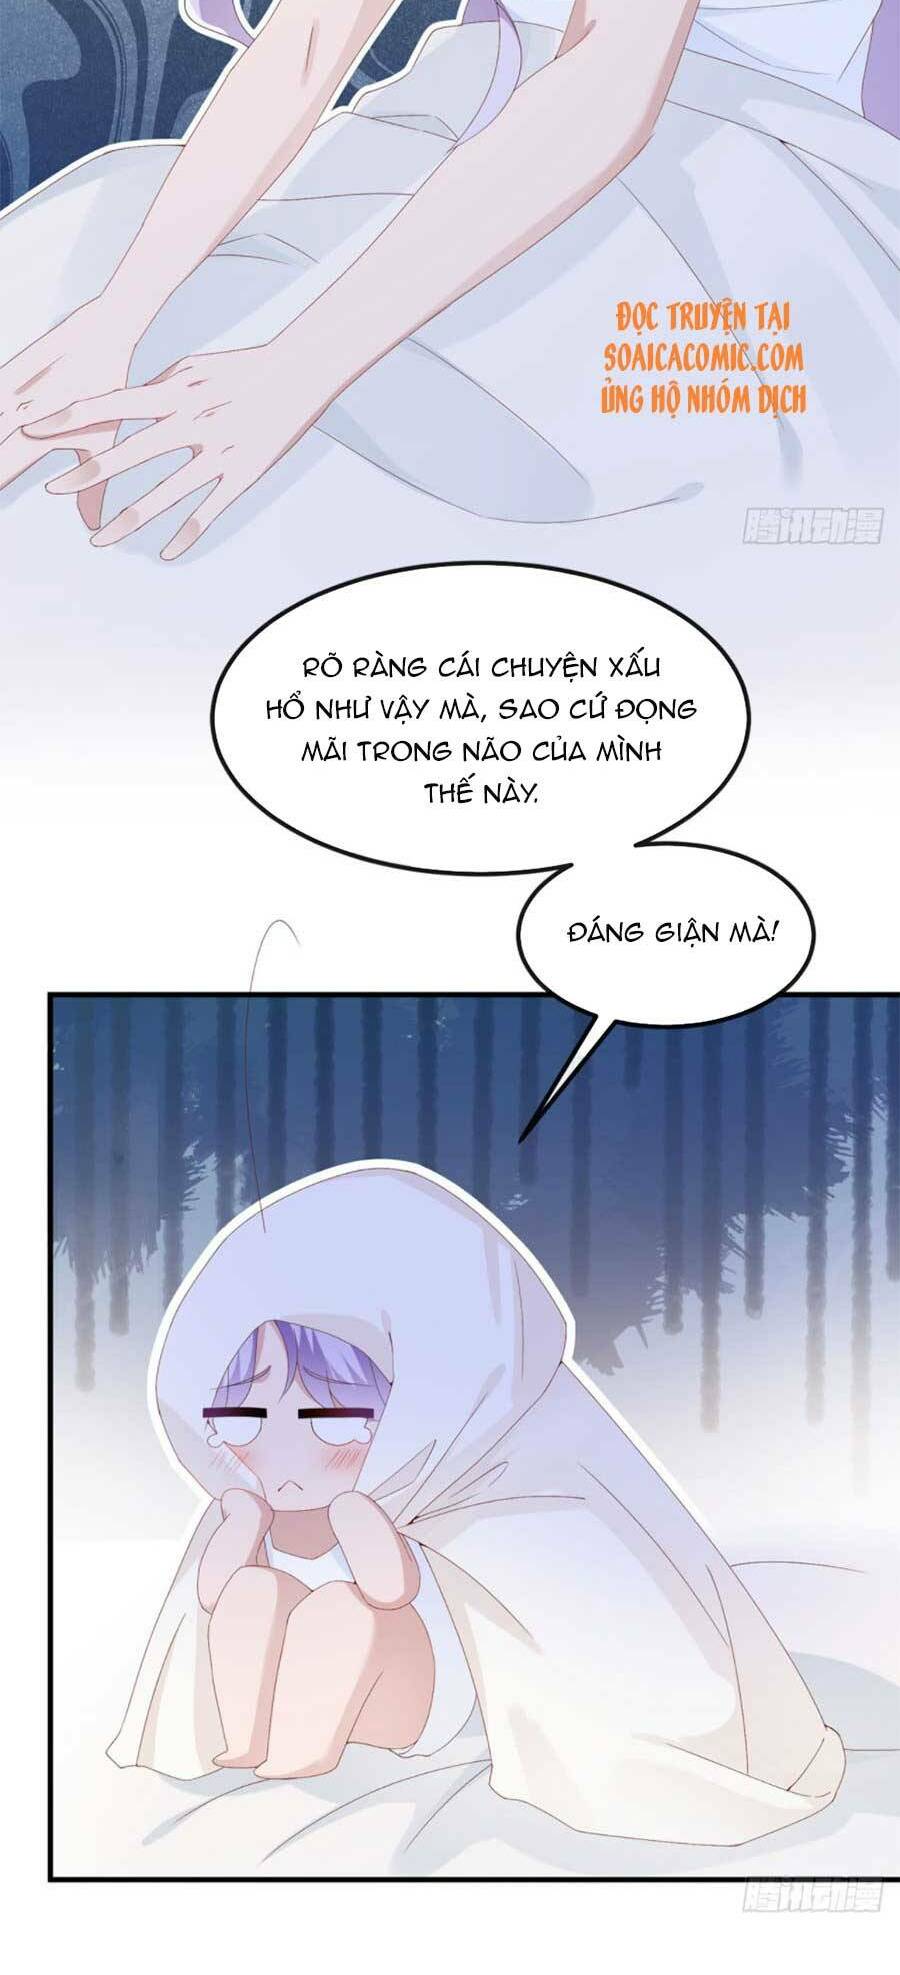 ĐỌC TRUYỆN TẠI
SOAICACOMIC.COM
ỦNG HỘ NHÓM DỊCH
腾讯动漫
RÕ RÀNG CÁI CHUYỆN XẤU
HỔ NHƯ VẬY MÀ, SAO CỨ ĐỌNG
MÃI TRONG NÃO CỦA MÌNH
THẾ NÀY.
ĐÁNG GIẬN MÀ!
腾讯动漫